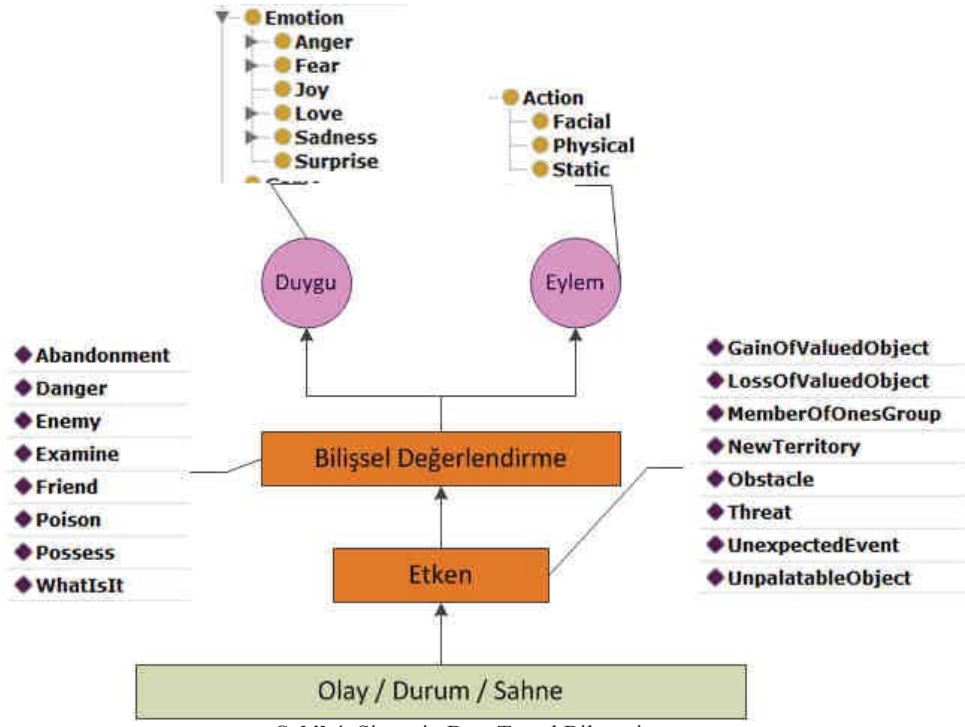 Emotion
Anger
Fear
Joy
Love
Sadness
Surprise
Action
Facial
Physical
Static
Duygu
Eylem
Abandonment
Danger
Enemy
Examine
Friend
Poison
Possess
WhatIsIt
GainOfValuedObject
LossOfValuedObject
MemberOfOnesGroup
NewTerritory
Obstacle
Threat
UnexpectedEvent
UnpalatableObject
Bilişsel Değerlendirme
Etken
Olay / Durum / Sahne